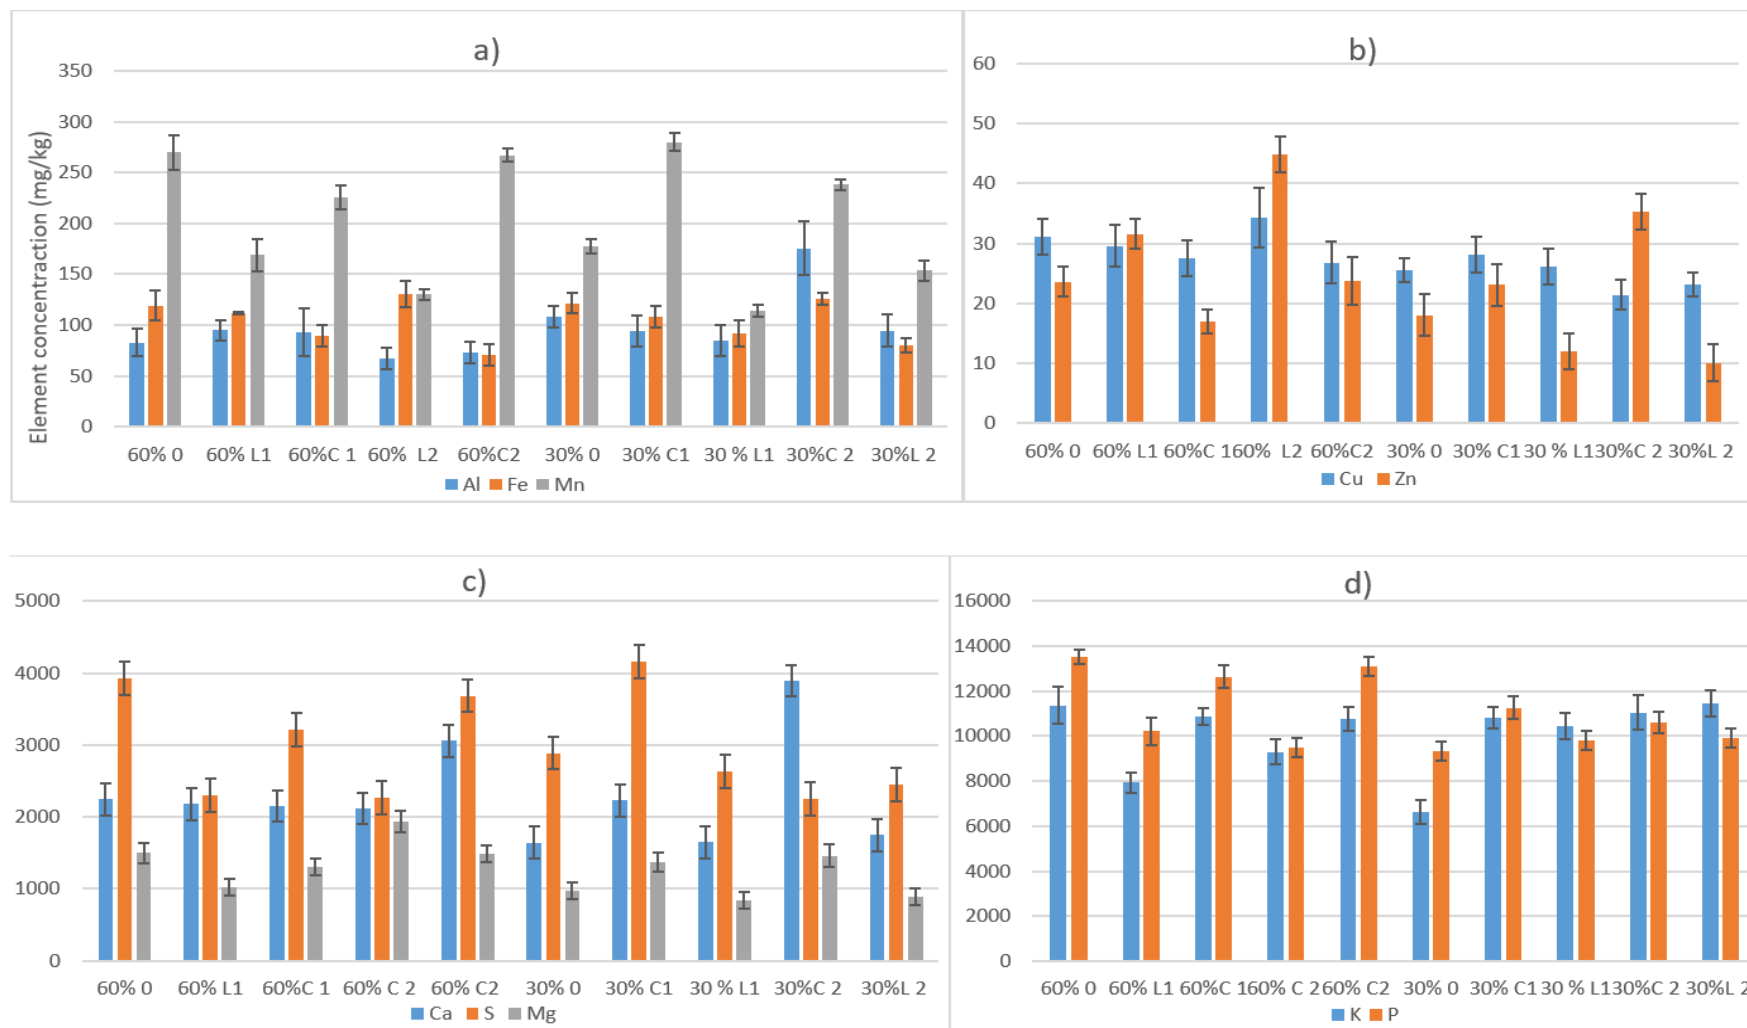 a)
350
300
250
200
150
100
50
0
Element concentration (mg/kg)
60% 0 60% L1 60%C 1 60% L2 60%C2 30% 0 30% C1 30 % L1 30%C 2 30%L 2
Al Fe Mn
b)
60
50
40
30
20
10
0
60% 0 60% L1 60%C 160% L2 60%C2 30% 0 30% C1 30 % L130%C 2 30%L 2
Cu Zn
c)
5000
4000
3000
2000
1000
0
60% 0 60% L1 60%C 1 60% C 2 60% C2 30% 0 30% C1 30 % L1 30%C 2 30%L 2
Ca S Mg
d)
16000
14000
12000
10000
8000
6000
4000
2000
0
60% 0 60% L1 60%C 160% C 260% C2 30% 0 30% C1 30 % L130%C 2 30%L 2
K P